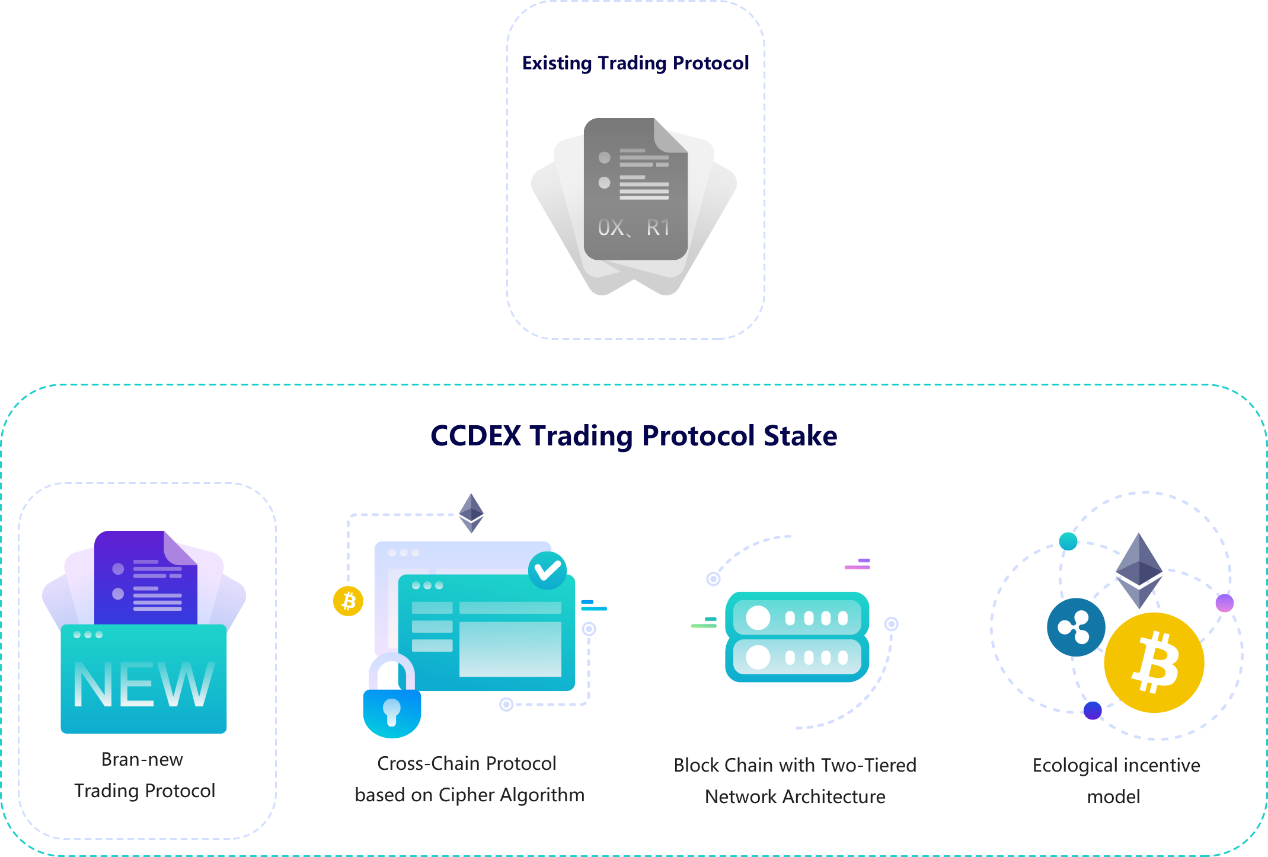 Existing Trading Protocol
0X、R1
CCDEX Trading Protocol Stake
NEW
Bran-new
Trading Protocol
Cross-Chain Protocol
based on Cipher Algorithm
Block Chain with Two-Tiered
Network Architecture
Ecological incentive
model